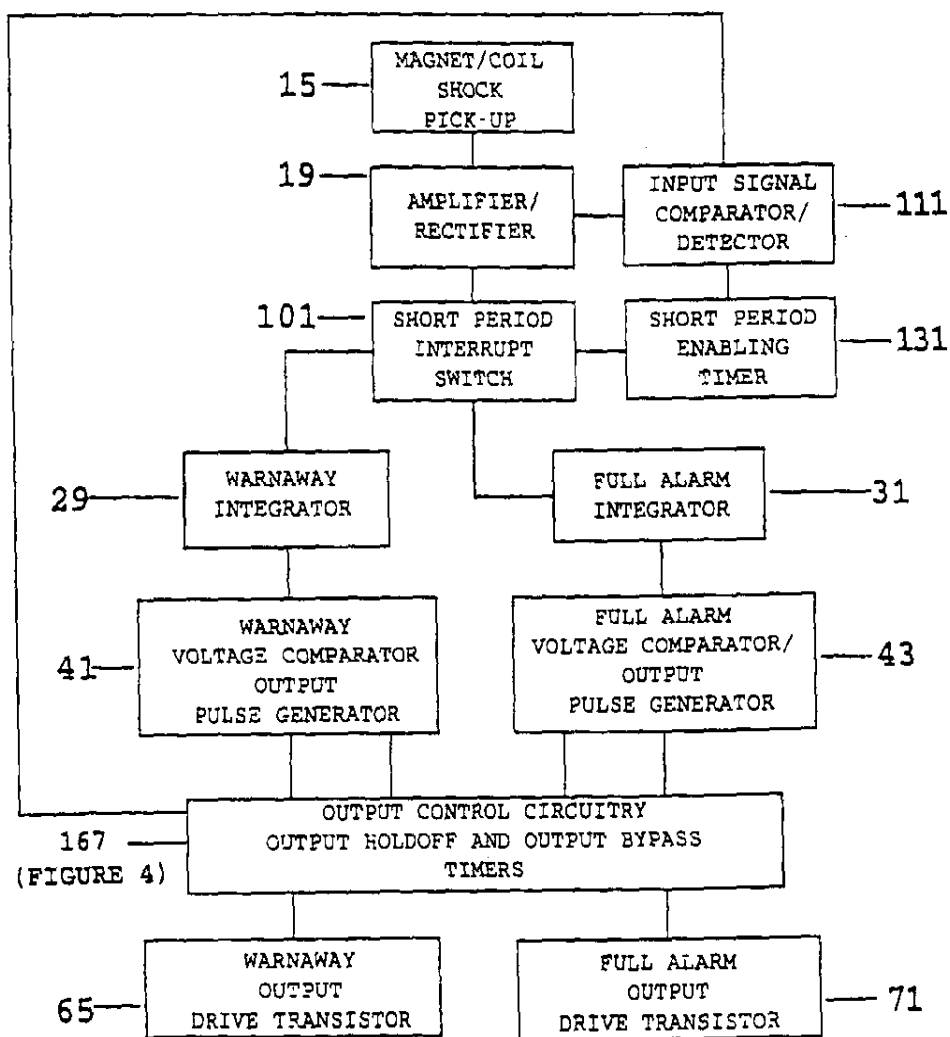 MAGNET/COIL
SHOCK
PICK-UP
15
19
AMPLIFIER/
RECTIFIER
INPUT SIGNAL
COMPARATOR/
DETECTOR
111
101
SHORT PERIOD
INTERRUPT
SWITCH
SHORT PERIOD
ENABLING
TIMER
131
29
WARNAWAY
INTEGRATOR
FULL ALARM
INTEGRATOR
31
41
WARNAWAY
VOLTAGE COMPARATOR
OUTPUT
PULSE GENERATOR
FULL ALARM
VOLTAGE COMPARATOR/
OUTPUT
PULSE GENERATOR
43
167
(FIGURE 4)
OUTPUT CONTROL CIRCUITRY
OUTPUT HOLDOFF AND OUTPUT BYPASS
TIMERS
65
WARNAWAY
OUTPUT
DRIVE TRANSISTOR
FULL ALARM
OUTPUT
DRIVE TRANSISTOR
71